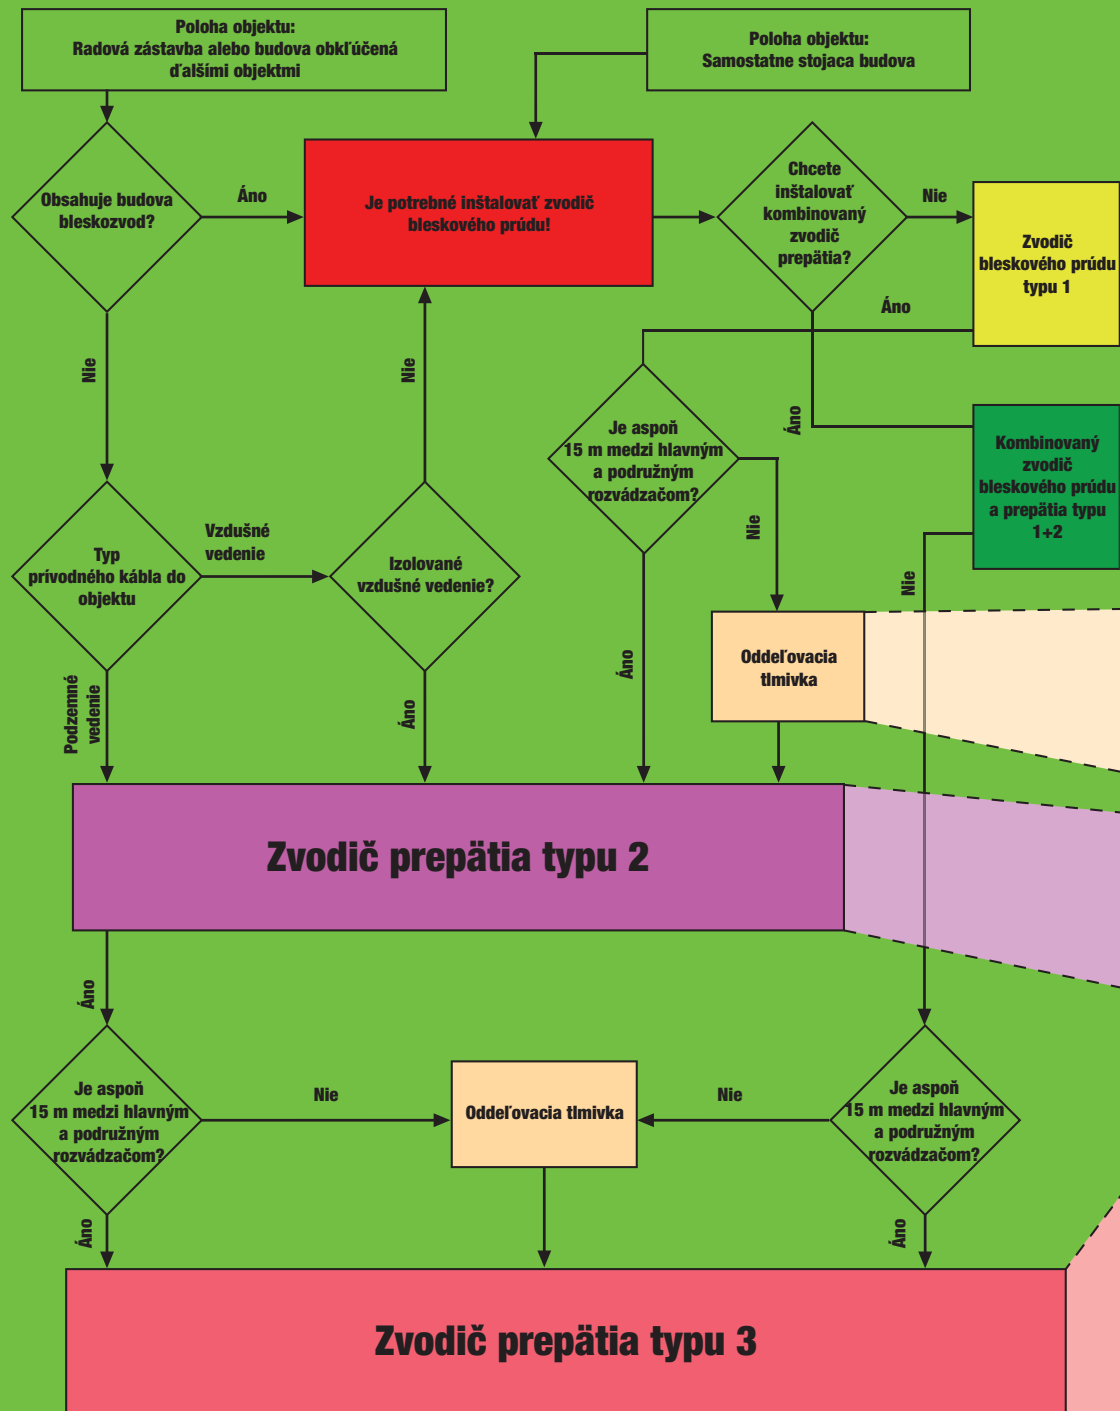 Poloha objektu:
Radová zástavba alebo budova obkľúčená
ďalšími objektmi
Poloha objektu:
Samostatne stojaca budova
Obsahuje budova
bleskozvod?
Áno
Je potrebné inštalovať zvodič
bleskového prúdu!
Chcete
inštalovať
kombinovaný
zvodič
prepätia?
Nie
Zvodič
bleskového prúdu
typu 1
Áno
Nie
Nie
Áno
Je aspoň
15 m medzi hlavným
a podružným
rozvádzačom?
Kombinovaný
zvodič
bleskového prúdu
a prepätia typu
1+2
Typ
prívodného kábla do
objektu
Vzdušné
vedenie
Izolované
vzdušné vedenie?
Nie
Nie
Podzemné
vedenie
Áno
Áno
Oddeľovacia
tlmivka
Zvodič prepätia typu 2
Áno
Je aspoň
15 m medzi hlavným
a podružným
rozvádzačom?
Nie
Oddeľovacia tlmivka
Nie
Je aspoň
15 m medzi hlavným
a podružným
rozvádzačom?
Áno
Áno
Zvodič prepätia typu 3